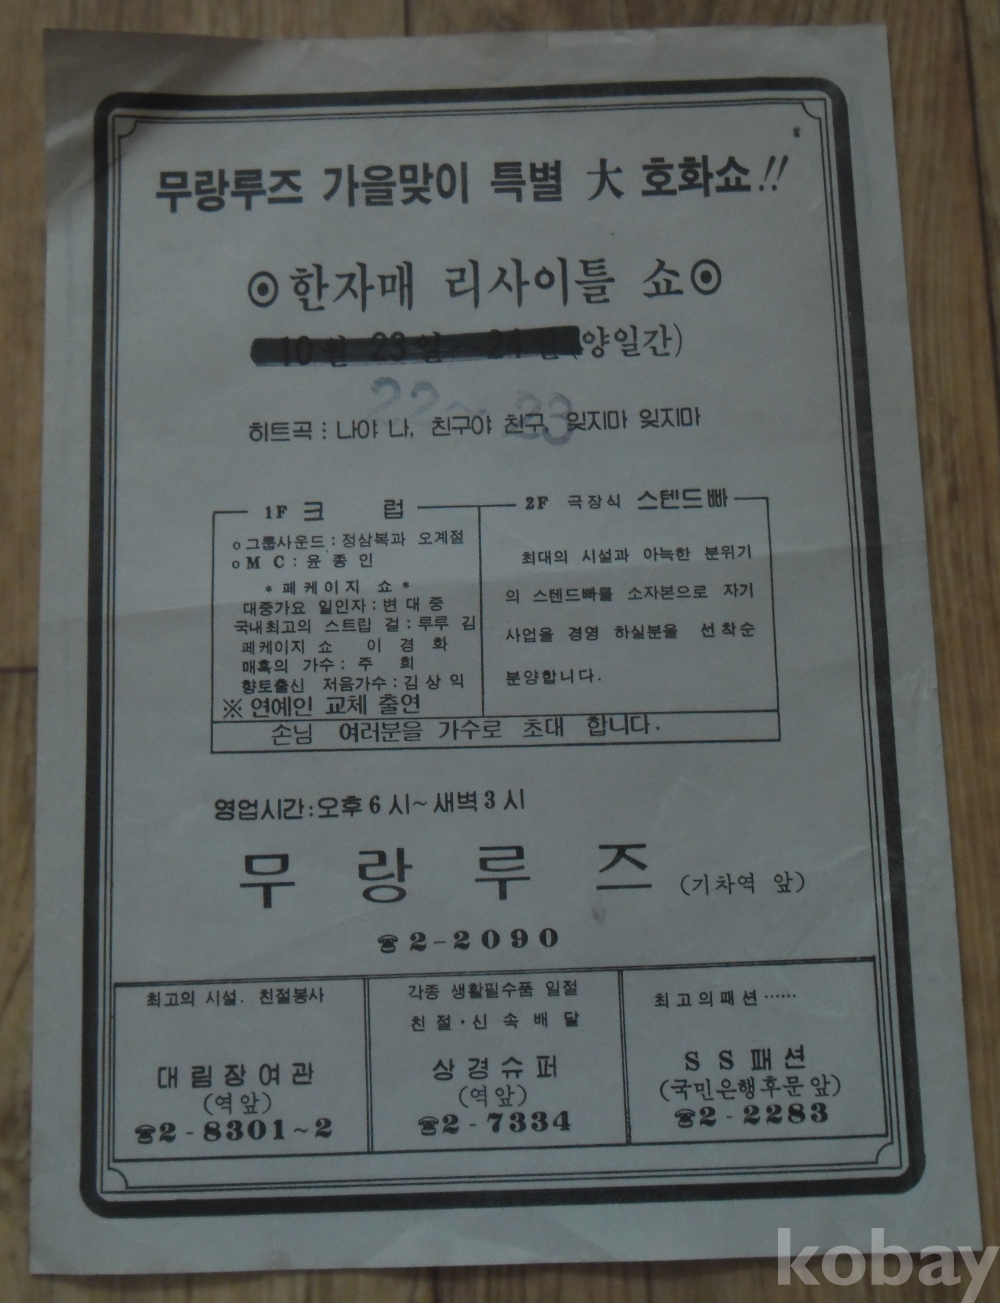 무랑루즈 가을맞이 특별 大 호화쇼!!
⊙한자매 리사이틀 쇼⊙
10월 23일~24일(양일간)
22~23
히트곡 : 나야 나, 친구야 친구, 잊지마 잊지마
1F 크 럽
o그룹사운드 : 정삼복과 오계절
oM C : 윤 종 인
* 페 케 이 지 쇼 *
대중가요 일인자 : 변 대 중
국내최고의 스트립 걸 : 루루 김
페케이지 쇼 이 경 화
매혹의 가수 : 주 희
향토출신 저음가수 : 김 상 익
※ 연예인 교체 출연
2F 극장식 스텐드빠
최대의 시설과 아늑한 분위기
의 스텐드빠를 소자본으로 자기
사업을 경영 하실분을 선착순
분양합니다.
손님 여러분을 가수로 초대 합니다.
영업시간:오후 6 시~새벽 3 시
무 랑 루 즈 (기차역 앞)
☎2-2090
최고의 시설. 친절봉사
대 림 장 여 관
(역 앞)
☎2-8301~2
각종 생활필수품 일절
친 절 · 신 속 배 달
상 경 슈 퍼
(역 앞)
☎2-7334
최 고 의 패 션 ……
S S 패 션
(국민은행후문 앞)
☎2-2283
kobay